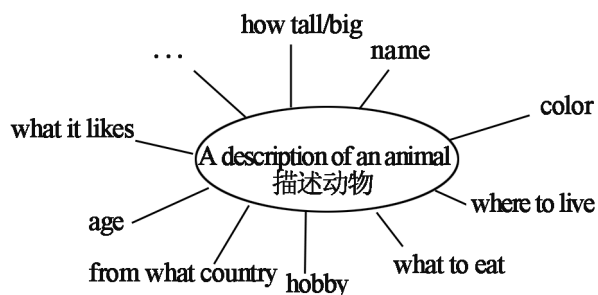 how tall/big
...
name
color
what it likes
A description of an animal
描述动物
where to live
age
what to eat
from what country
hobby